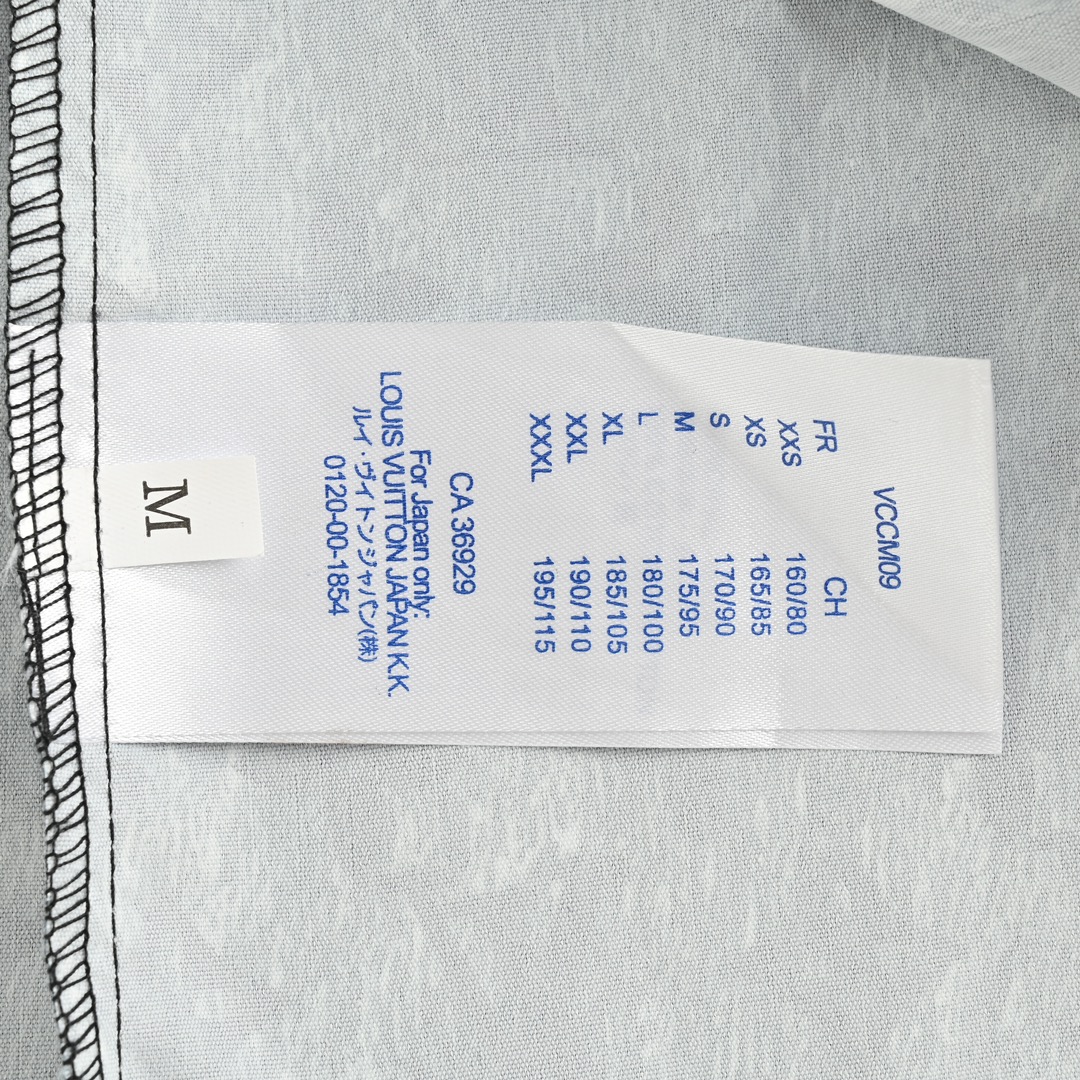 VCCM09
FR CH
XXS 160/80
XS 165/85
S 170/90
M 175/95
L 180/100
XL 185/105
XXL 190/110
XXXL 195/115
CA 36929
For Japan only:
LOUIS VUITTON JAPAN K.K.
ルイ・ヴィトンジャパン(株)
0120-00-1854
M